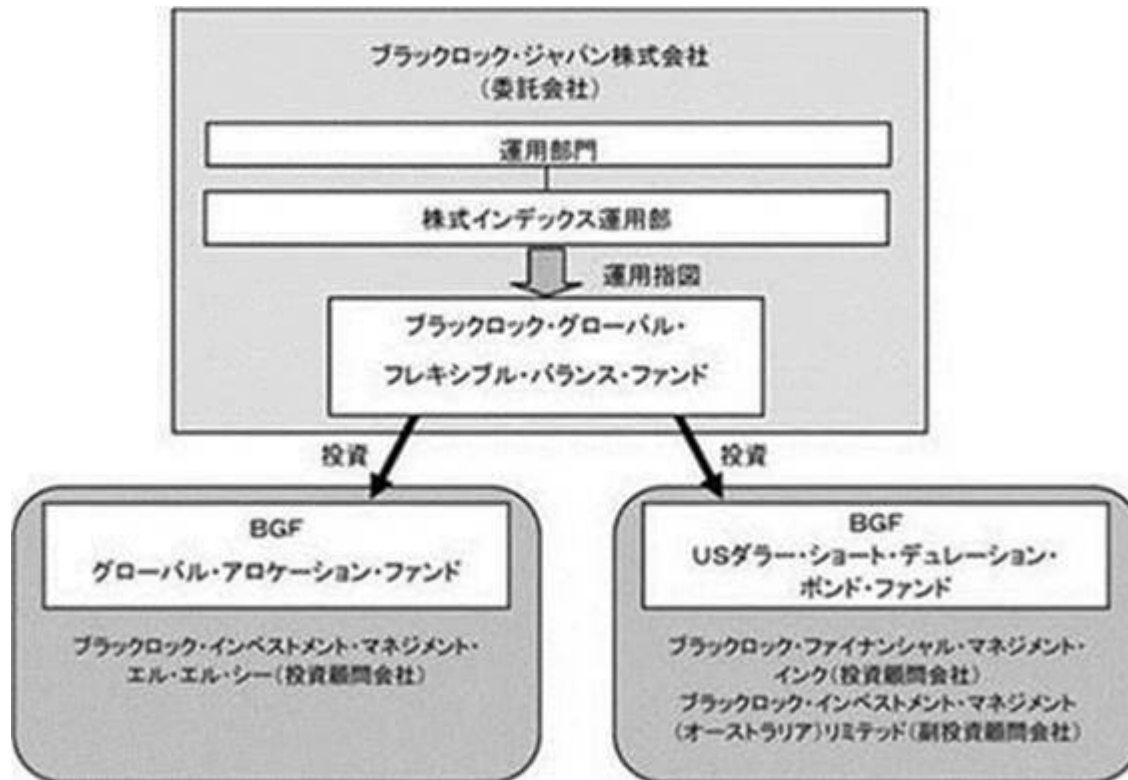 ブラックロック・ジャパン株式会社
(委託会社)
運用部門
株式インデックス運用部
運用指図
ブラックロック・グローバル・
フレキシブル・バランス・ファンド
投資
投資
BGF
グローバル・アロケーション・ファンド
ブラックロック・インベストメント・マネジメント・
エル・エル・シー(投資顧問会社)
BGF
USダラー・ショート・デュレーション・
ボンド・ファンド
ブラックロック・ファイナンシャル・マネジメント・
インク(投資顧問会社)
ブラックロック・インベストメント・マネジメント
(オーストラリア)リミテッド(副投資顧問会社)